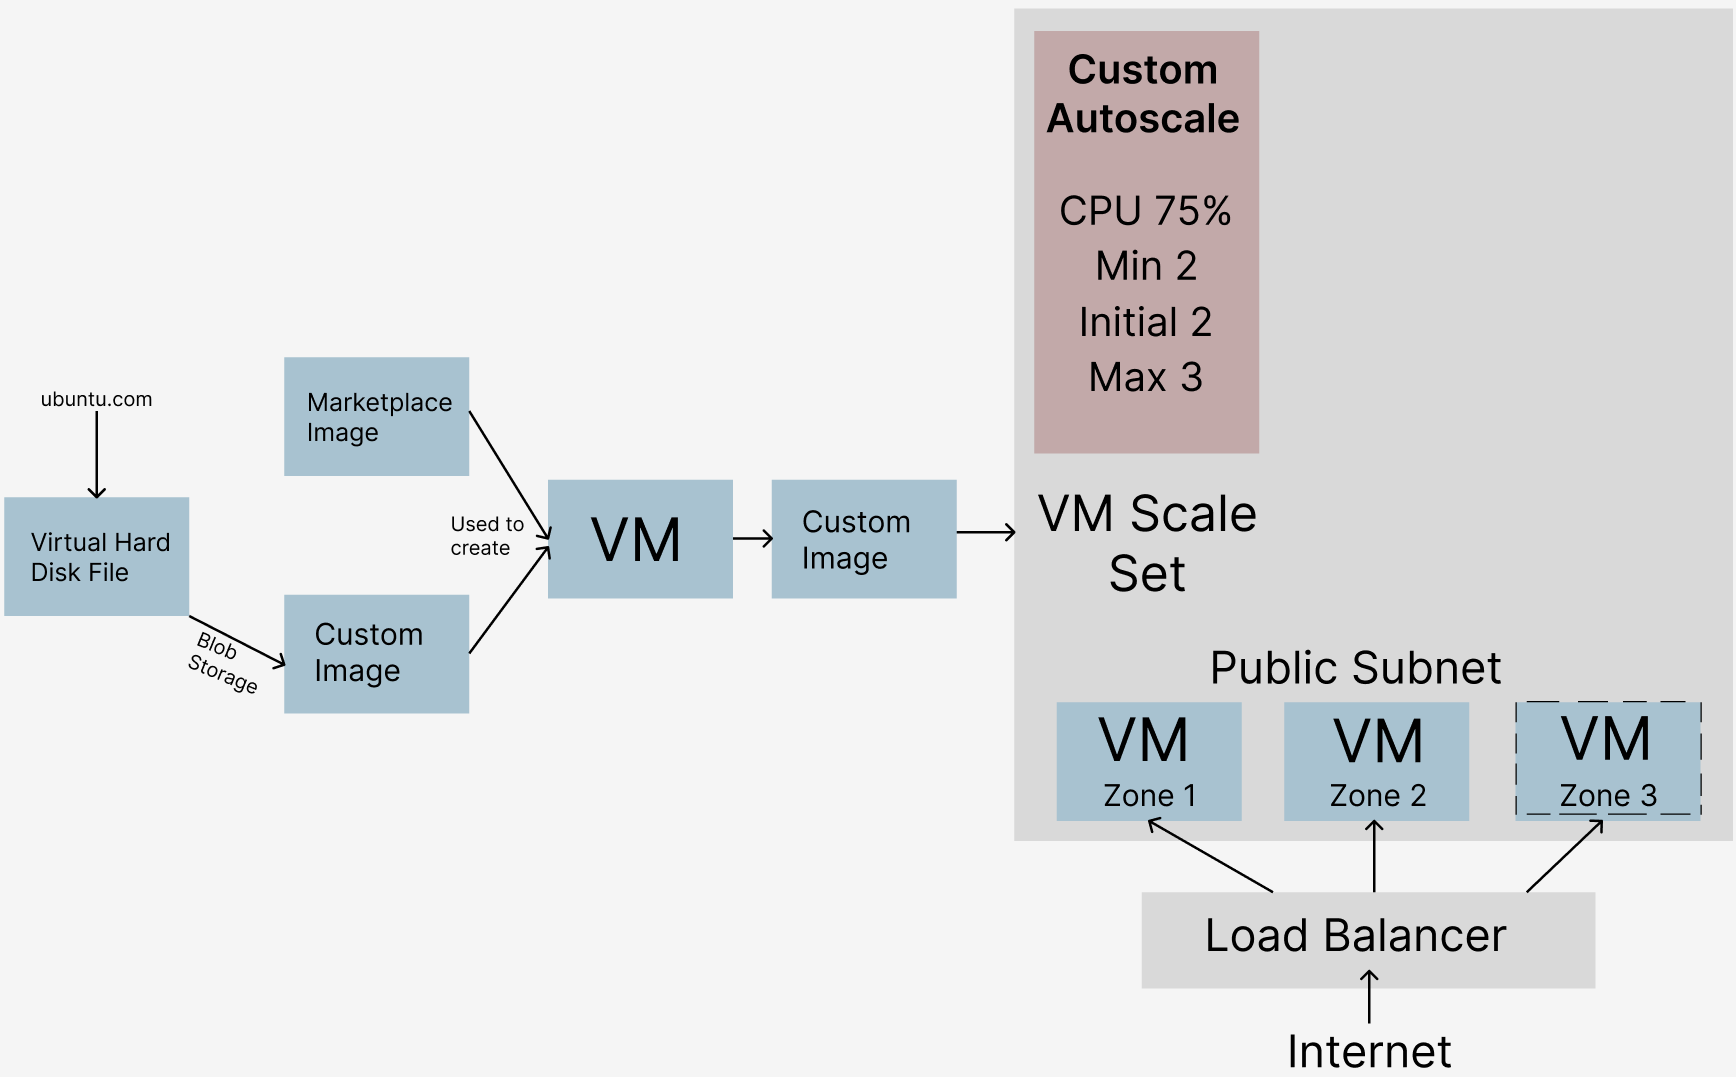 ubuntu.com
Virtual Hard
Disk File
Blob
Storage
Marketplace
Image
Custom
Image
Used to
create
VM
Custom
Image
Custom
Autoscale
CPU 75%
Min 2
Initial 2
Max 3
VM Scale
Set
Public Subnet
VM
Zone 1
VM
Zone 2
VM
Zone 3
Load Balancer
Internet